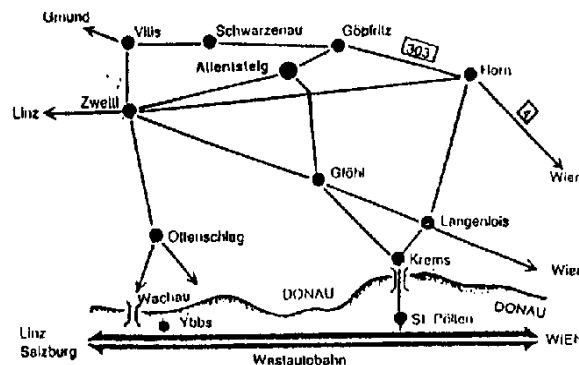 Gmünd
Vitis
Schwarzenau
Göpfritz
303
Allentsteig
Horn
Linz
Zwettl
4
Wien
Gföhl
Langenlois
Ottenschlag
Krems
Wien
Wachau
DONAU
DONAU
Ybbs
St. Pölten
Linz
Salzburg
WIEN
Westautobahn